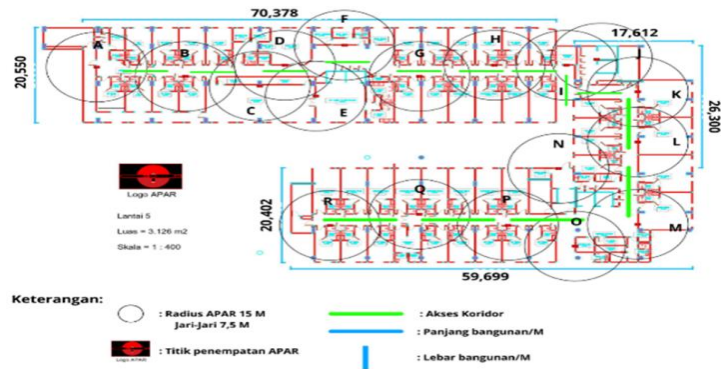 70,378
F
17,612
A
B
D
G
H
J
20,550
C
E
I
K
26,300
L
N
Logo APAR
Lantai 5
Luas = 3.126 m2
Skala = 1 : 400
20,402
R
Q
P
O
M
59,699
Keterangan:
: Radius APAR 15 M
Jari-Jari 7,5 M
: Akses Koridor
: Panjang bangunan/M
Logo APAR
: Titik penempatan APAR
: Lebar bangunan/M